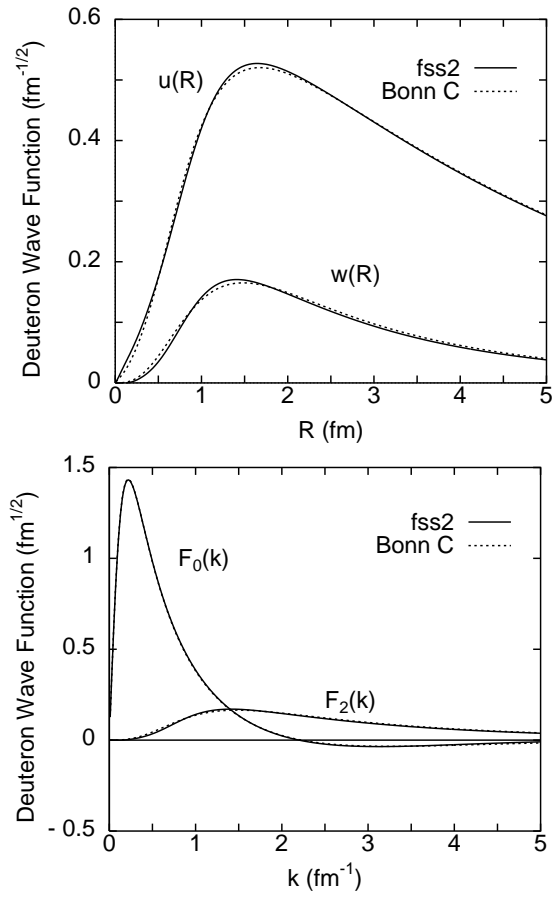 Deuteron Wave Function (fm^-1/2)
0.6
0.4
0.2
0
u(R)
fss2
Bonn C
w(R)
0 1 2 3 4 5
R (fm)
Deuteron Wave Function (fm^1/2)
1.5
1
0.5
0
- 0.5
F_0(k)
fss2
Bonn C
F_2(k)
0 1 2 3 4 5
k (fm^-1)